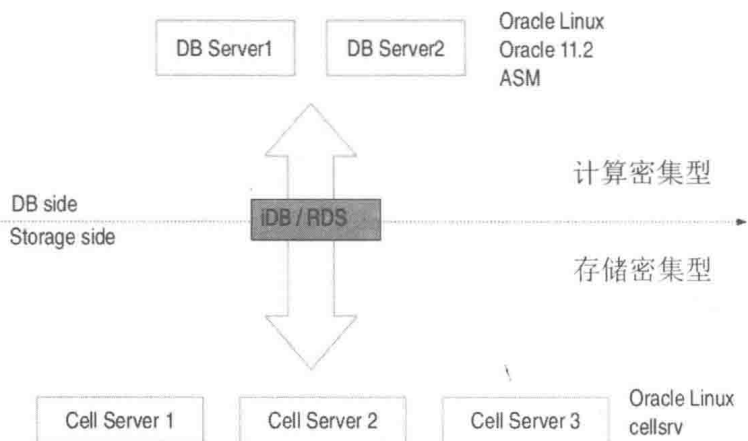 DB Server1
DB Server2
Oracle Linux
Oracle 11.2
ASM
计算密集型
DB side
iDB / RDS
Storage side
存储密集型
Cell Server 1
Cell Server 2
Cell Server 3
Oracle Linux
cellsrv